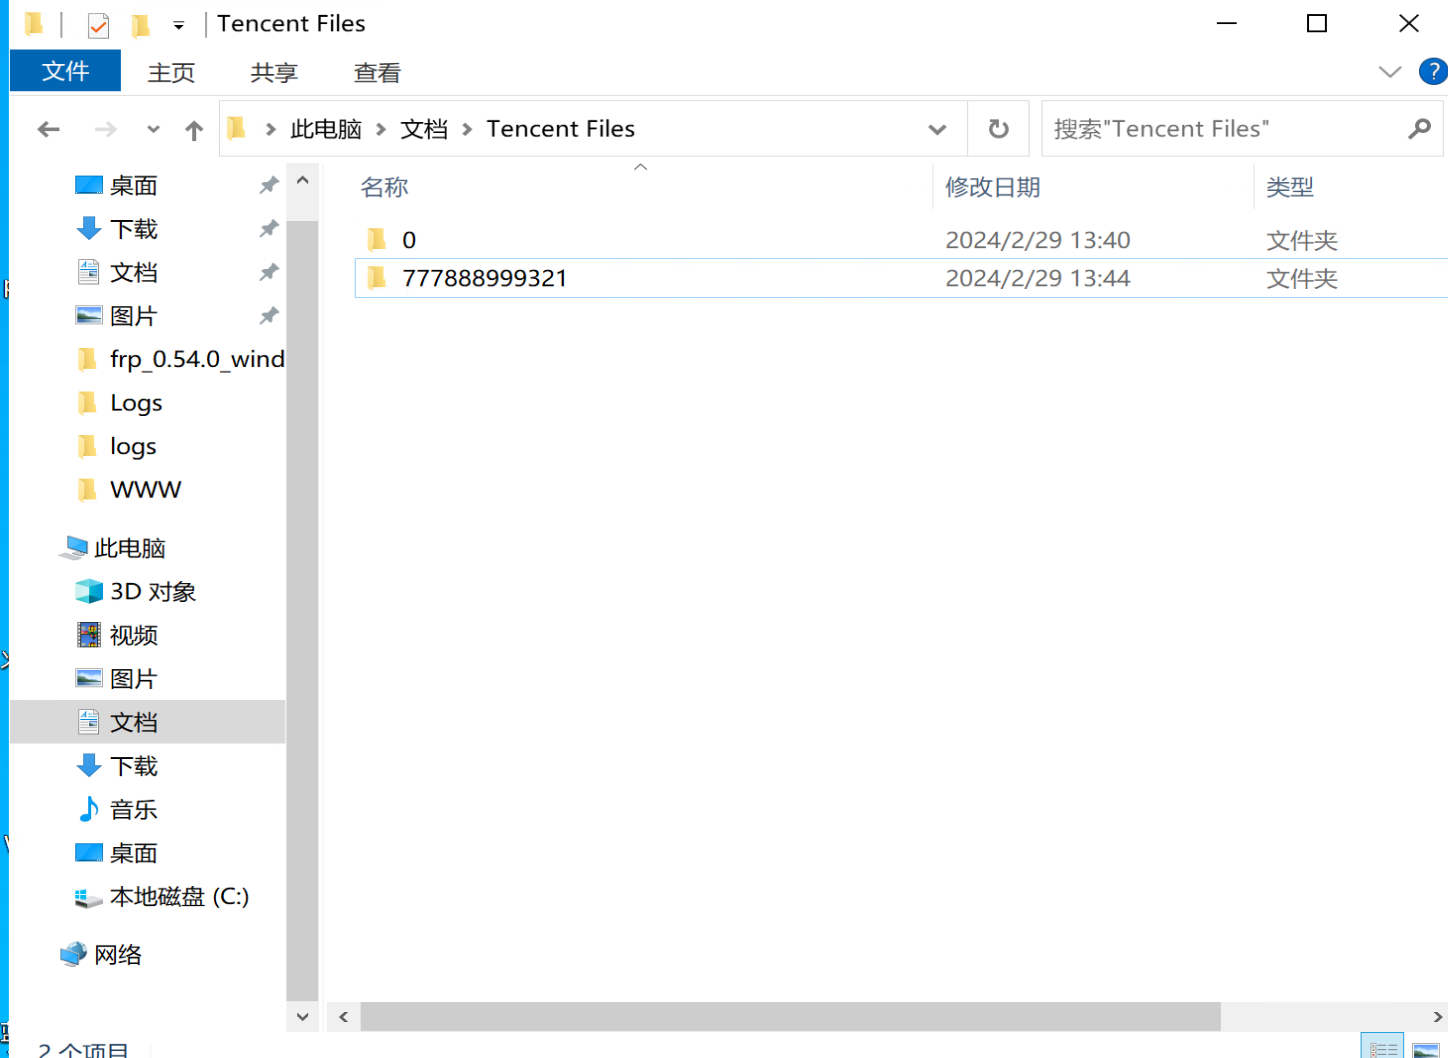 Tencent Files
文件 主页 共享 查看
此电脑 文档 Tencent Files
搜索"Tencent Files"
名称 修改日期 类型
0 2024/2/29 13:40 文件夹
777888999321 2024/2/29 13:44 文件夹
桌面
下载
文档
图片
frp_0.54.0_wind
Logs
logs
WWW
此电脑
3D 对象
视频
图片
文档
下载
音乐
桌面
本地磁盘 (C:)
网络
2 个项目